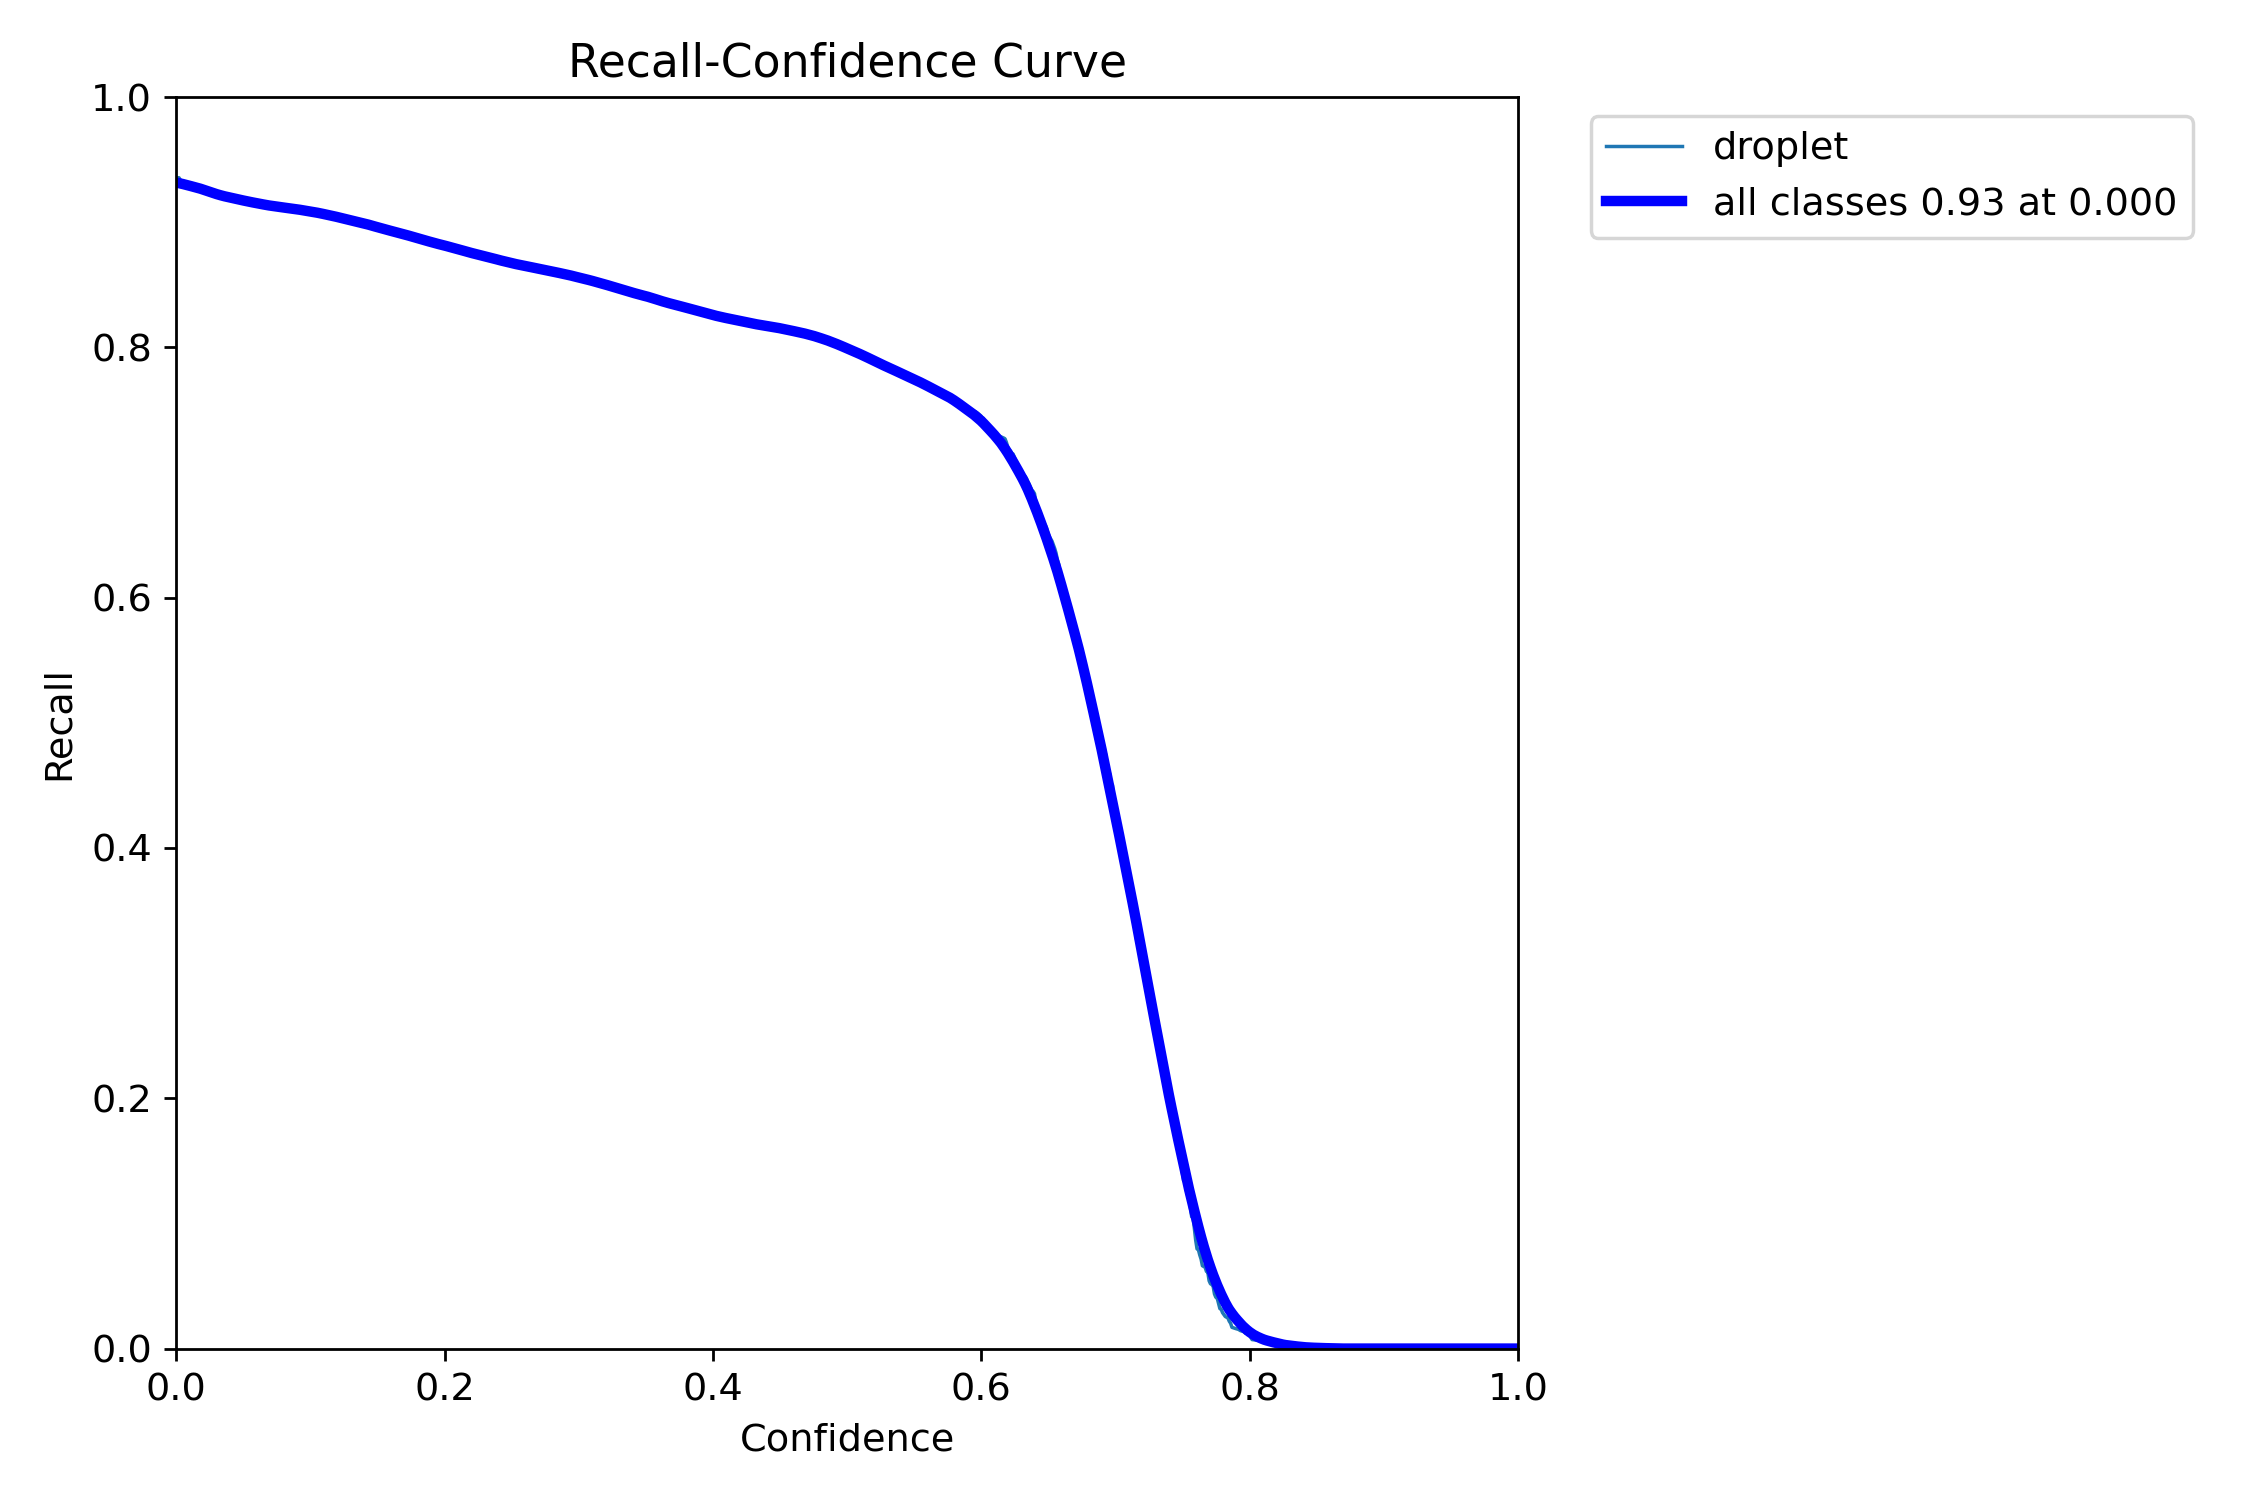 Recall-Confidence Curve
1.0
0.8
0.6
0.4
0.2
0.0
Recall
0.0 0.2 0.4 0.6 0.8 1.0
Confidence
droplet
all classes 0.93 at 0.000